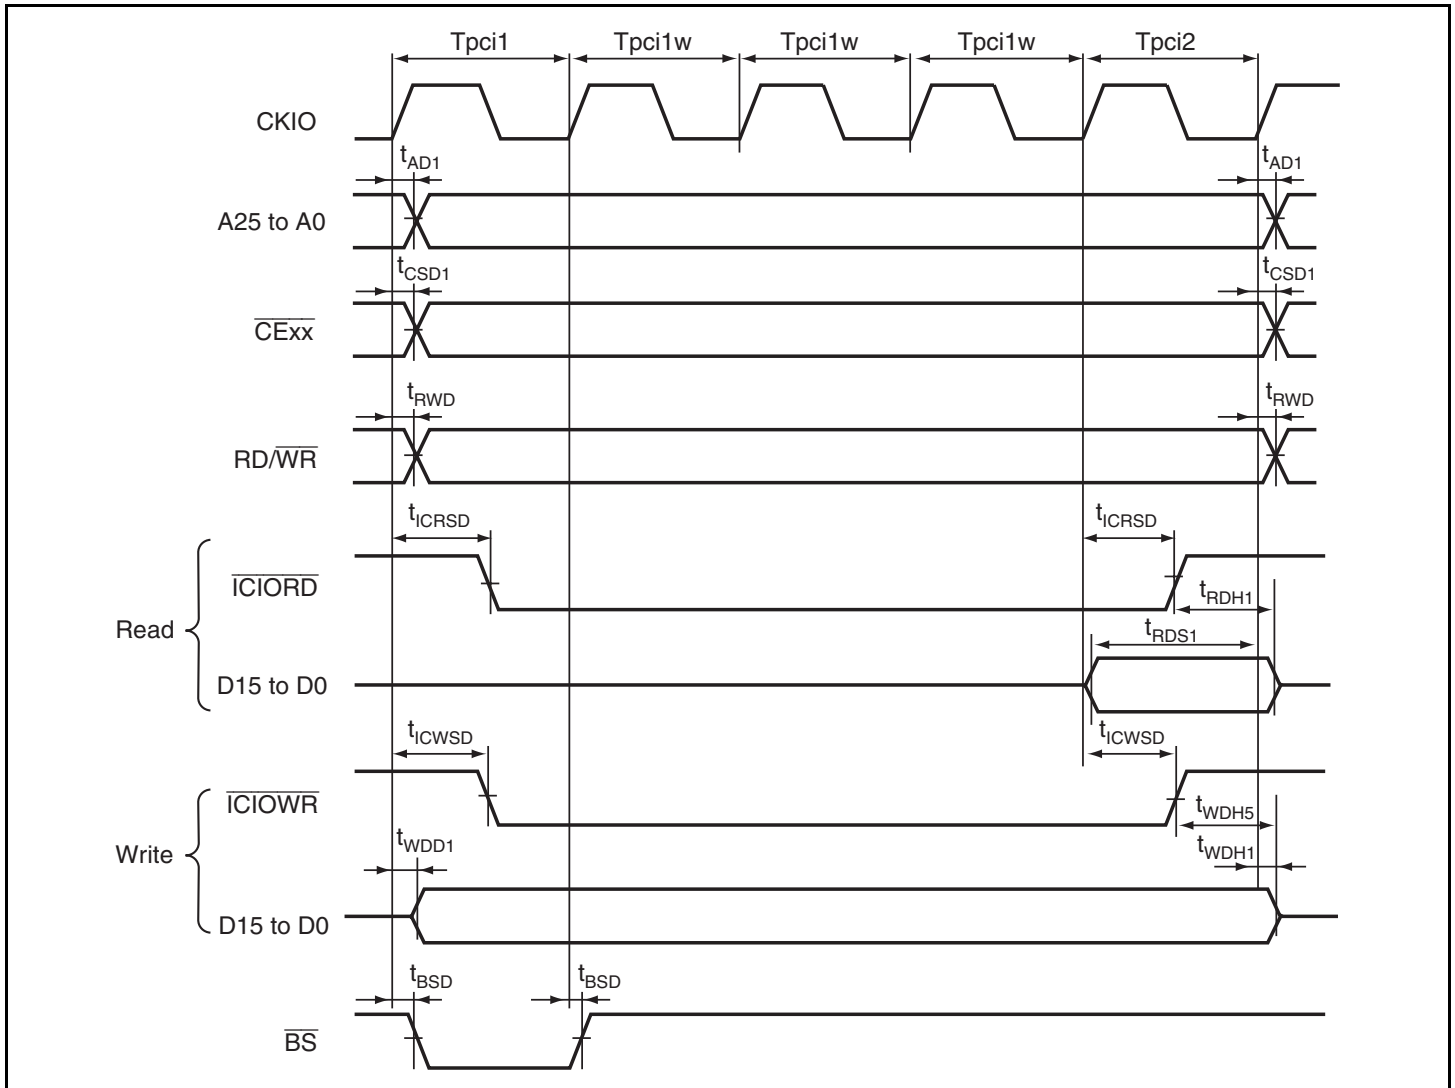 Tpci1 Tpci1w Tpci1w Tpci1w Tpci2
CKIO
tAD1 tAD1
A25 to A0
tCSD1 tCSD1
CExx
tRWD tRWD
RD/WR
tICRSD tICRSD
ICIORD
tRDH1
Read
tRDS1
D15 to D0
tICWSD tICWSD
ICIOWR
tWDH5
tWDD1 tWDH1
Write
D15 to D0
tBSD tBSD
BS